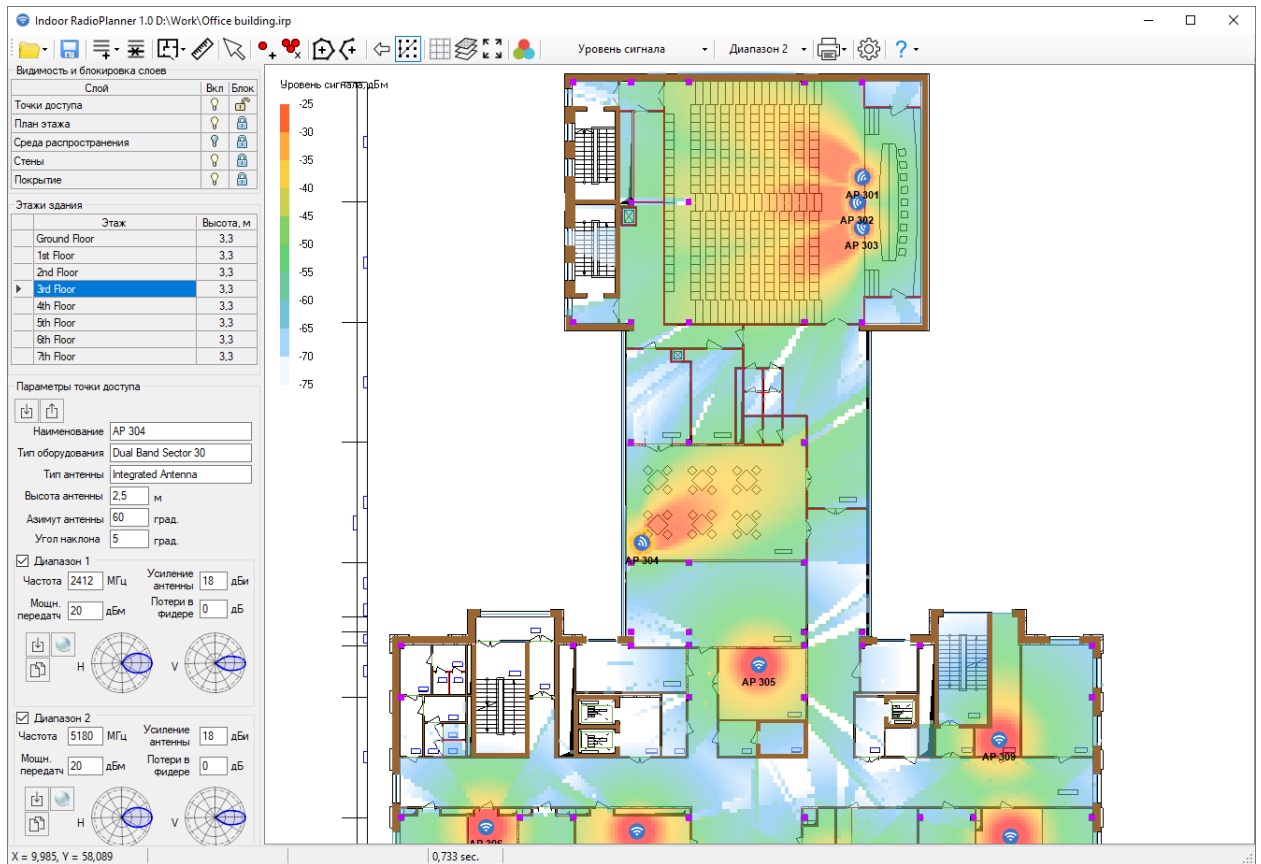 Indoor RadioPlanner 1.0 D:\Work\Office building.irp
Уровень сигнала
Диапазон 2
Видимость и блокировка слоев
Слой Вкл Блок
Точки доступа
План этажа
Среда распространения
Стены
Покрытие
Этажи здания
Этаж Высота, м
Ground Floor 3,3
1st Floor 3,3
2nd Floor 3,3
3rd Floor 3,3
4th Floor 3,3
5th Floor 3,3
6th Floor 3,3
7th Floor 3,3
Параметры точки доступа
Наименование AP 304
Тип оборудования Dual Band Sector 30
Тип антенны Integrated Antenna
Высота антенны 2,5 м
Азимут антенны 60 град.
Угол наклона 5 град.
Диапазон 1
Частота 2412 МГц Усиление антенны 18 дБи
Мощн. передатч 20 дБм Потери в фидере 0 дБ
H V
Диапазон 2
Частота 5180 МГц Усиление антенны 18 дБи
Мощн. передатч 20 дБм Потери в фидере 0 дБ
H V
Уровень сигнала, дБм
-25
-30
-35
-40
-45
-50
-55
-60
-65
-70
-75
AP 301
AP 302
AP 303
AP 304
AP 305
AP 309
AP 306
X = 9,985, Y = 58,089
0,733 sec.